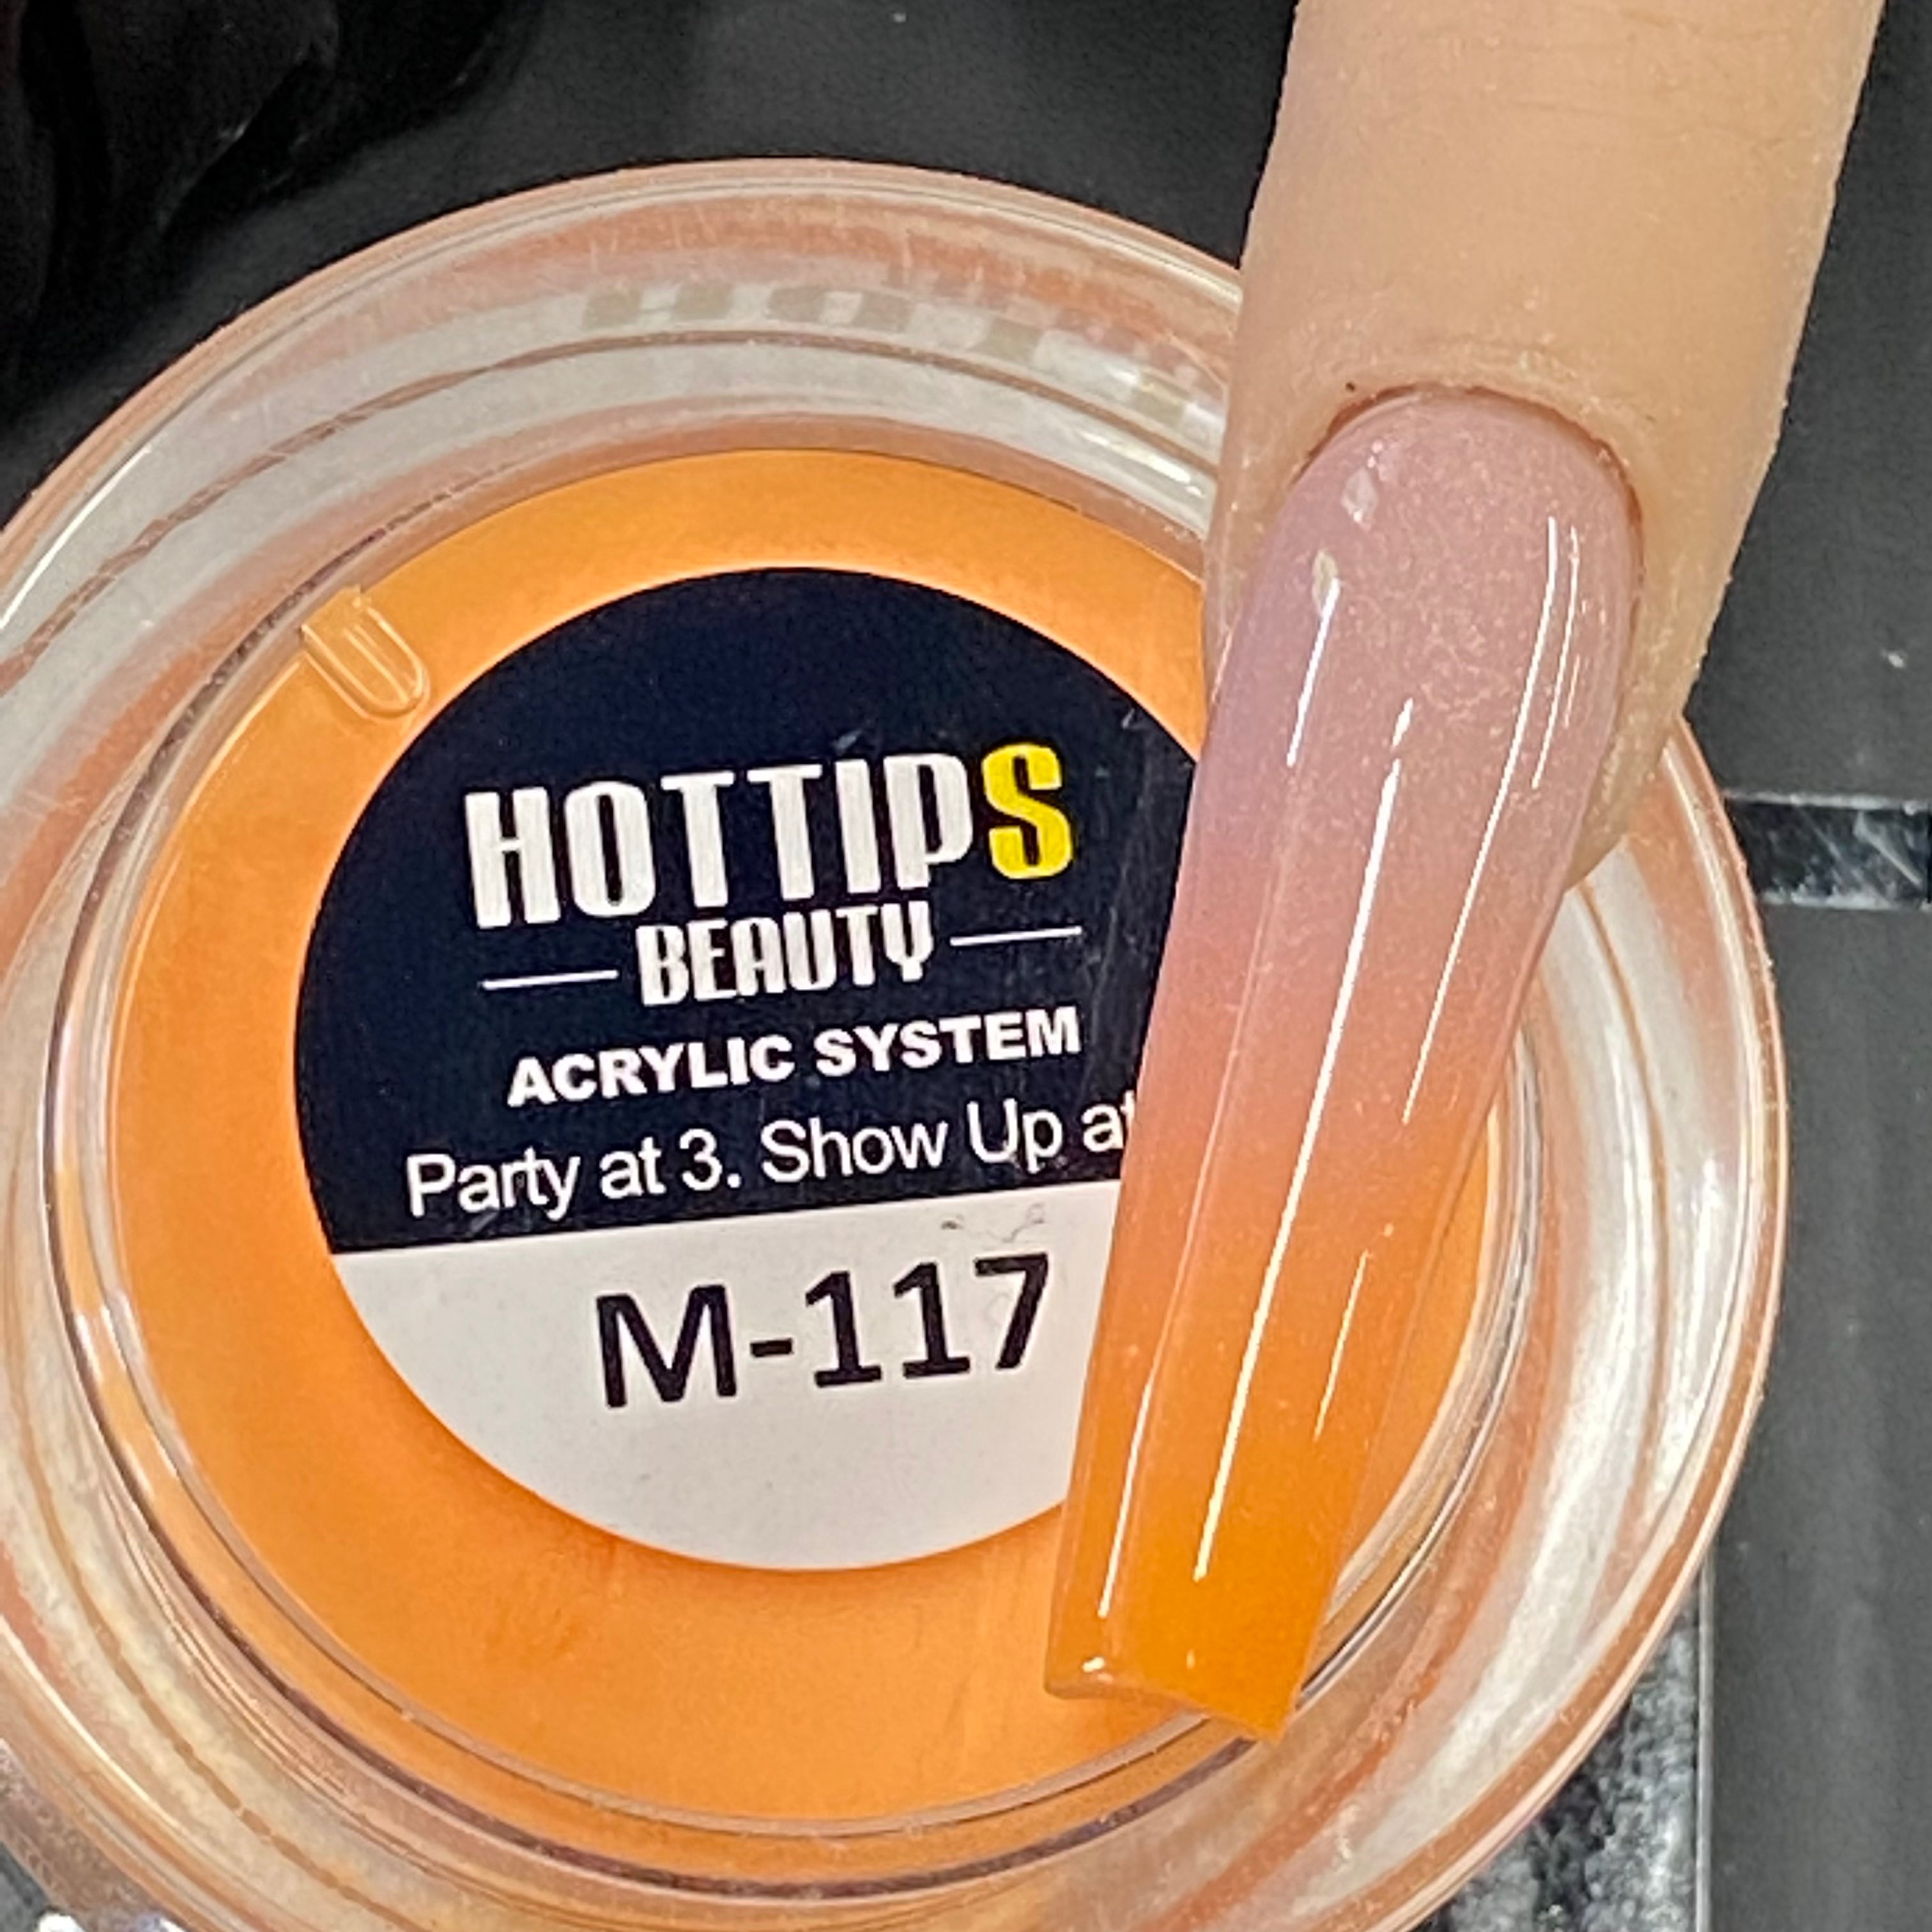 HOTTIPS
BEAUTY
ACRYLIC SYSTEM
Party at 3. Show Up at
M-117